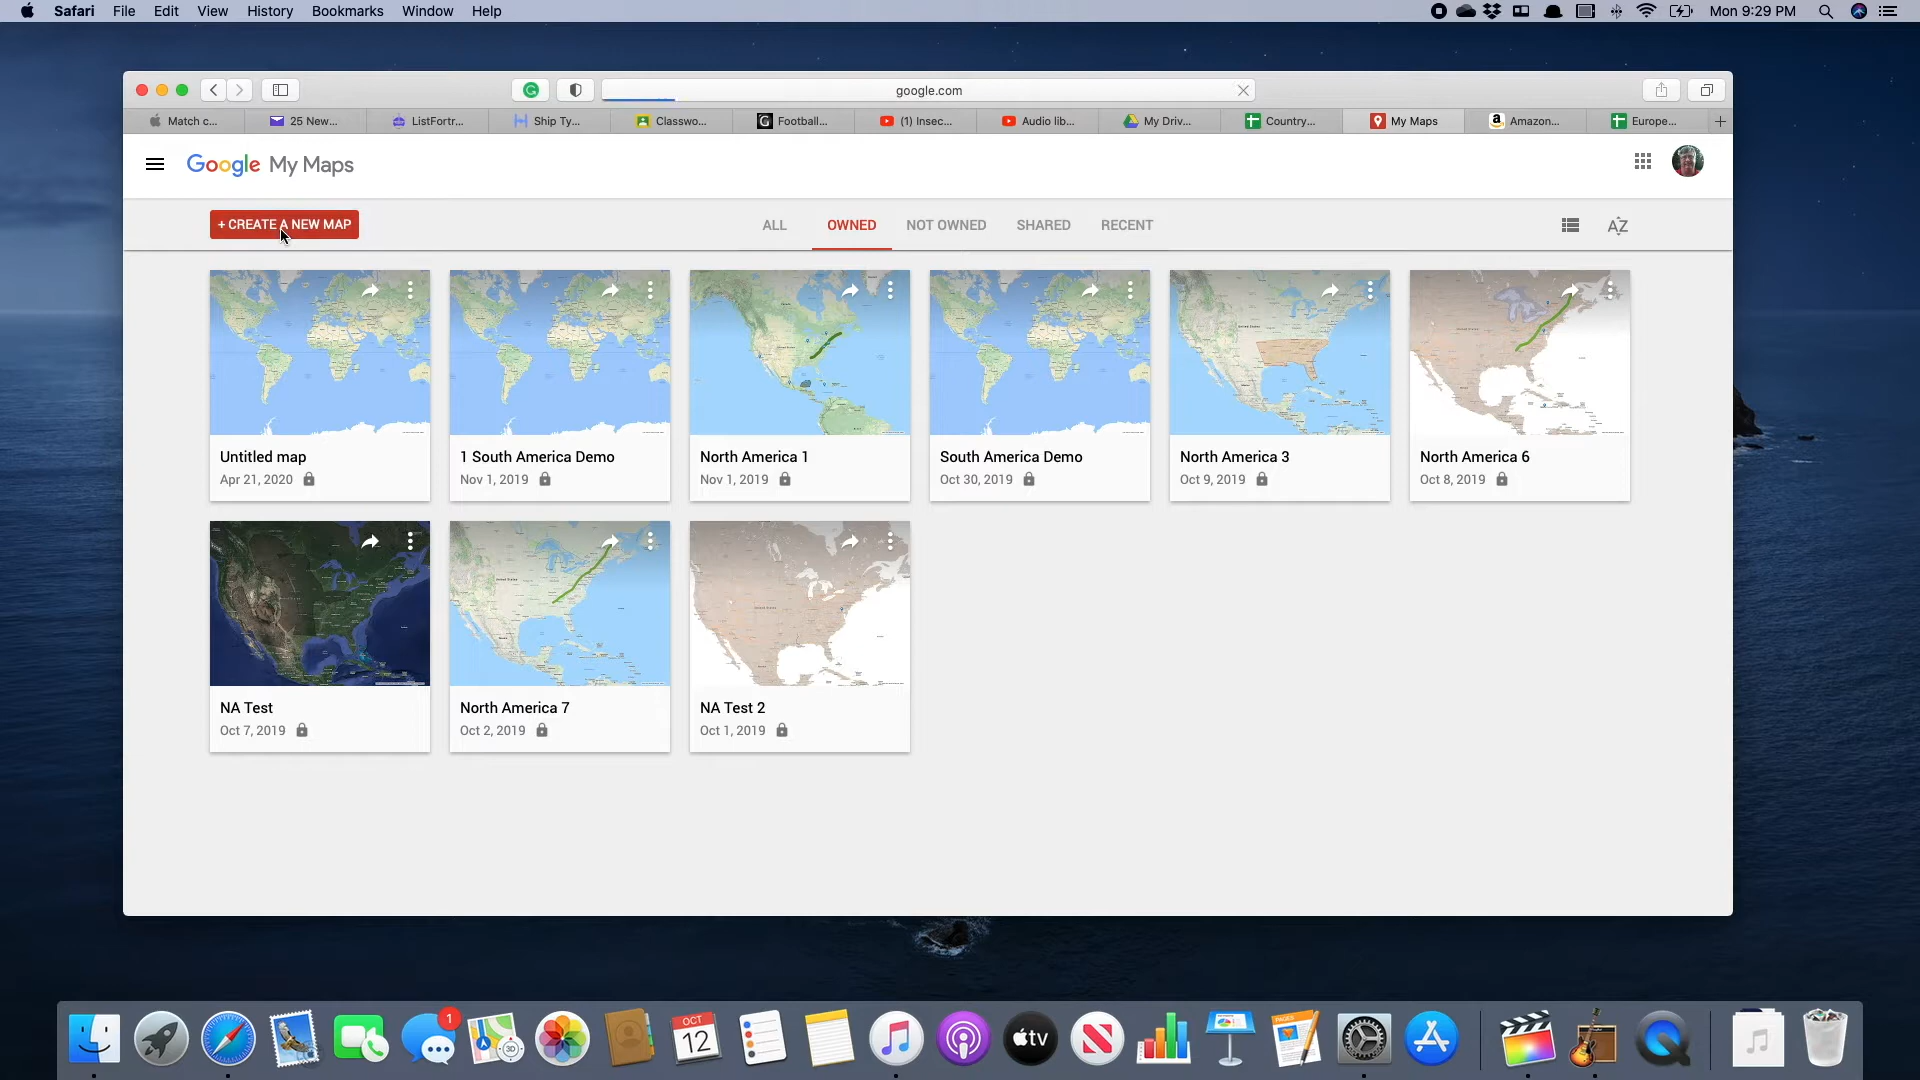 Safari File Edit View History Bookmarks Window Help Mon 9:29 PM
google.com
Match c... 25 New... ListFortr... Ship Ty... Classwo... Football... (1) Insec... Audio lib... My Driv... Country... My Maps Amazon... Europe...
Google My Maps
+ CREATE A NEW MAP ALL OWNED NOT OWNED SHARED RECENT AZ
Untitled map
Apr 21, 2020
1 South America Demo
Nov 1, 2019
North America 1
Nov 1, 2019
South America Demo
Oct 30, 2019
North America 3
Oct 9, 2019
North America 6
Oct 8, 2019
NA Test
Oct 7, 2019
North America 7
Oct 2, 2019
NA Test 2
Oct 1, 2019
1
3D
OCT
12
tv
PAGES